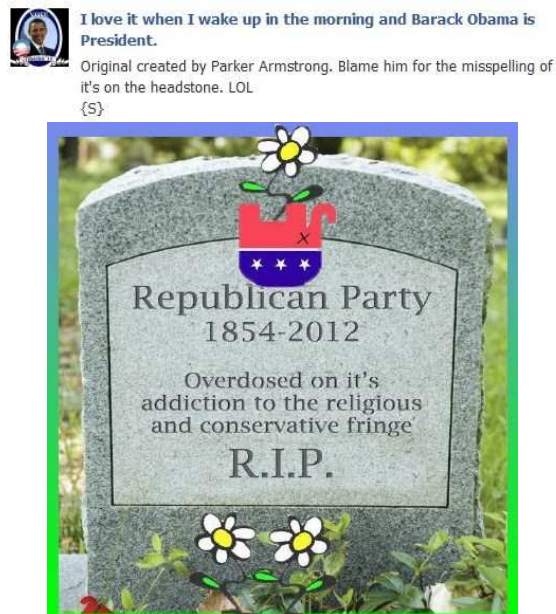 I love it when I wake up in the morning and Barack Obama is
President.
Original created by Parker Armstrong. Blame him for the misspelling of
it's on the headstone. LOL
{S}
Republican Party
1854-2012
Overdosed on it's
addiction to the religious
and conservative fringe
R.I.P.